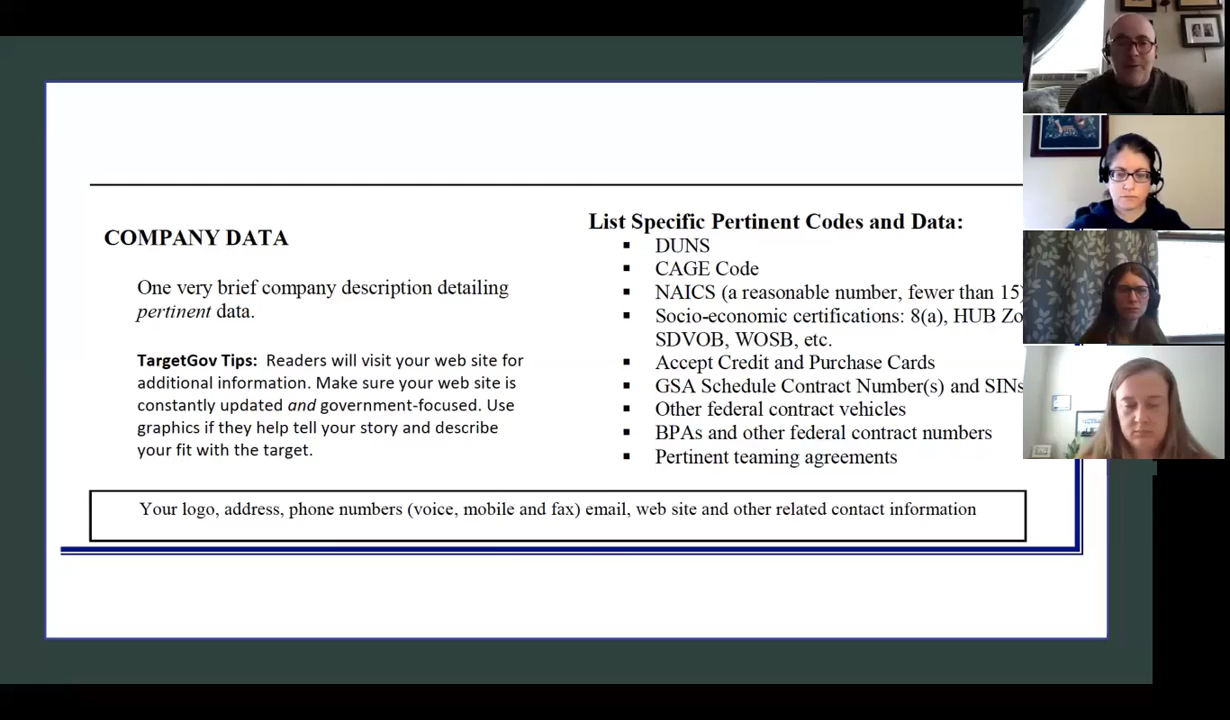 COMPANY DATA
One very brief company description detailing
pertinent data.
TargetGov Tips: Readers will visit your web site for
additional information. Make sure your web site is
constantly updated and government-focused. Use
graphics if they help tell your story and describe
your fit with the target.
List Specific Pertinent Codes and Data:
▪ DUNS
▪ CAGE Code
▪ NAICS (a reasonable number, fewer than 15)
▪ Socio-economic certifications: 8(a), HUB Zo
SDVOB, WOSB, etc.
▪ Accept Credit and Purchase Cards
▪ GSA Schedule Contract Number(s) and SINs
▪ Other federal contract vehicles
▪ BPAs and other federal contract numbers
▪ Pertinent teaming agreements
Your logo, address, phone numbers (voice, mobile and fax) email, web site and other related contact information